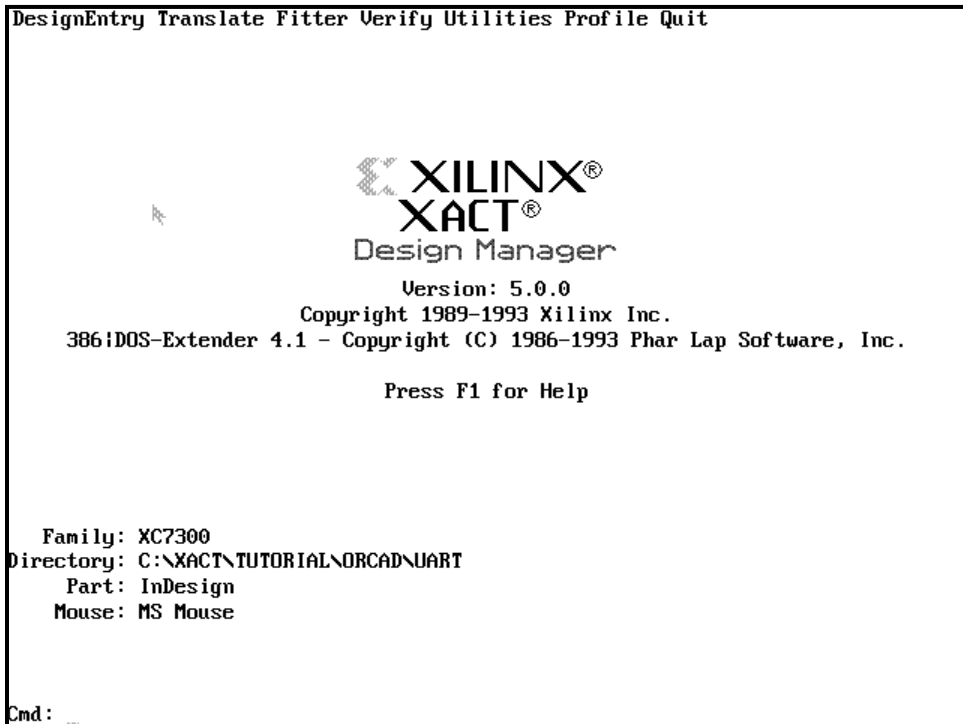 DesignEntry Translate Fitter Verify Utilities Profile Quit
XILINX®
XACT®
Design Manager
Version: 5.0.0
Copyright 1989-1993 Xilinx Inc.
386|DOS-Extender 4.1 - Copyright (C) 1986-1993 Phar Lap Software, Inc.
Press F1 for Help
Family: XC7300
Directory: C:\XACT\TUTORIAL\ORCAD\UART
Part: InDesign
Mouse: MS Mouse
Cmd: